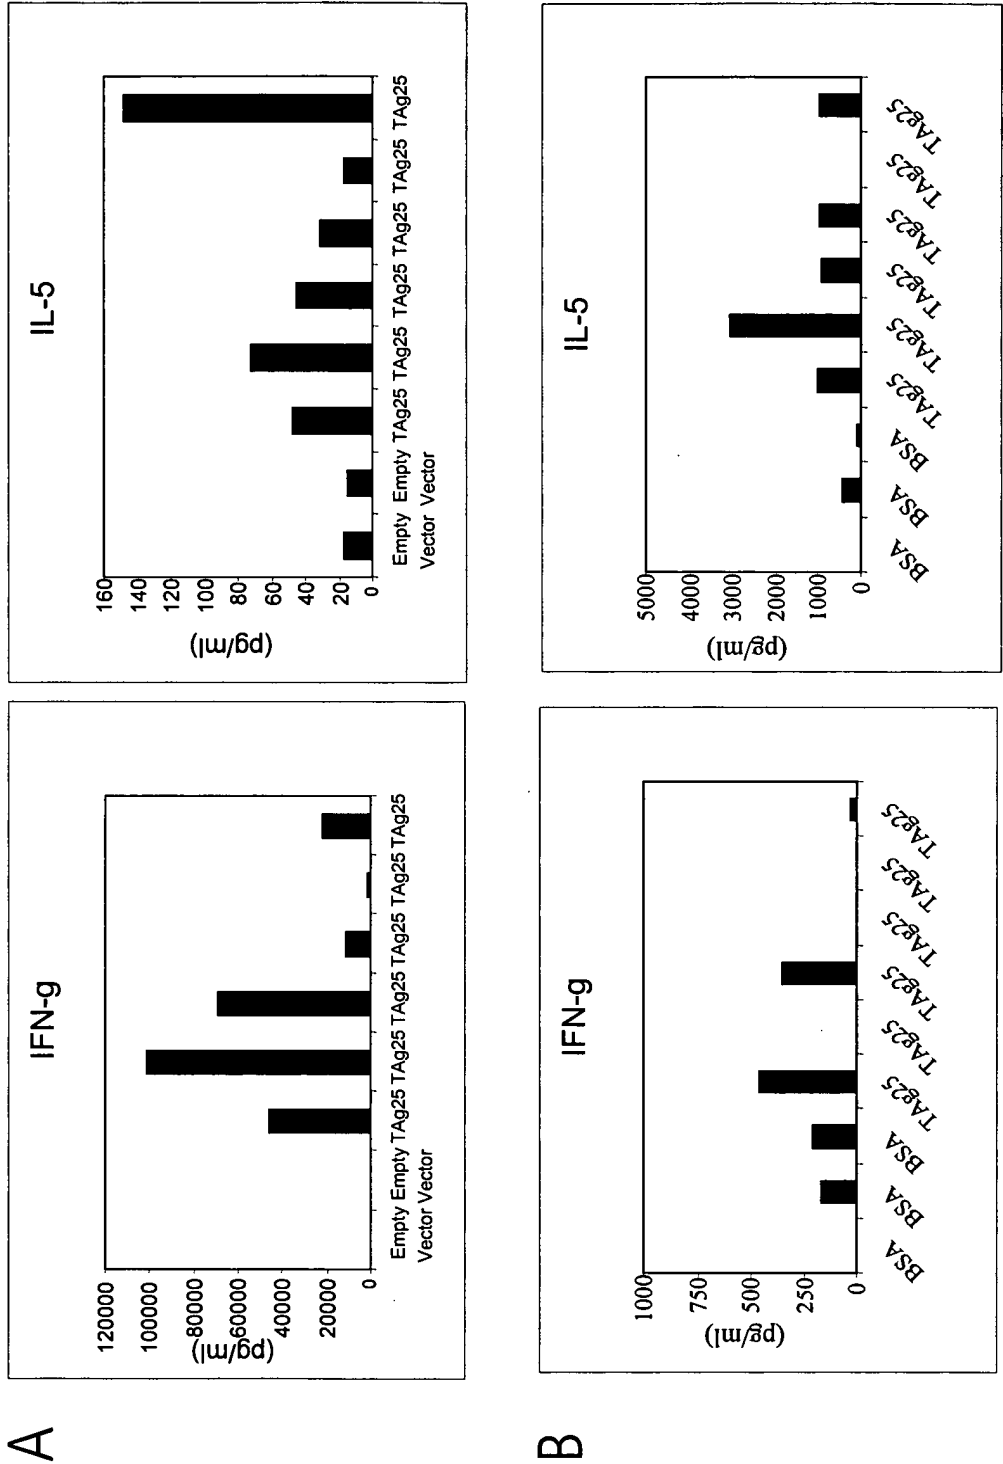 A
IFN-g
(pg/ml)
120000
100000
80000
60000
40000
20000
0
Empty Empty TAg25 TAg25 TAg25 TAg25 TAg25 TAg25
Vector Vector
IL-5
(pg/ml)
160
140
120
100
80
60
40
20
0
Empty Empty TAg25 TAg25 TAg25 TAg25 TAg25 TAg25
Vector Vector
B
IFN-g
(pg/ml)
1000
750
500
250
0
BSA BSA BSA TAg25 TAg25 TAg25 TAg25 TAg25 TAg25
IL-5
(pg/ml)
5000
4000
3000
2000
1000
0
BSA BSA BSA TAg25 TAg25 TAg25 TAg25 TAg25 TAg25